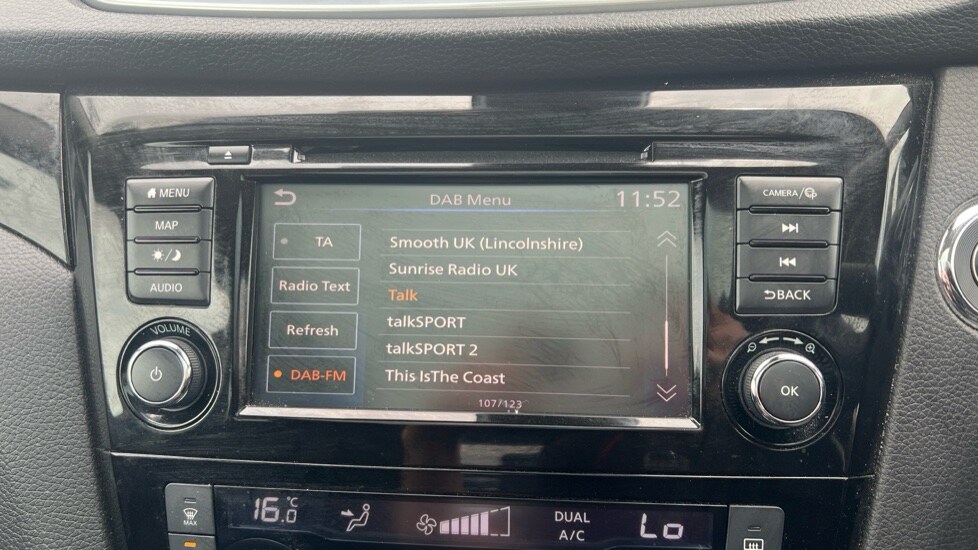 MENU
MAP
AUDIO
VOLUME
DAB Menu
11:52
TA
Radio Text
Refresh
DAB-FM
Smooth UK (Lincolnshire)
Sunrise Radio UK
Talk
talkSPORT
talkSPORT 2
This IsThe Coast
107/123
CAMERA/
BACK
OK
MAX
16.0 °C
DUAL
A/C
Lo